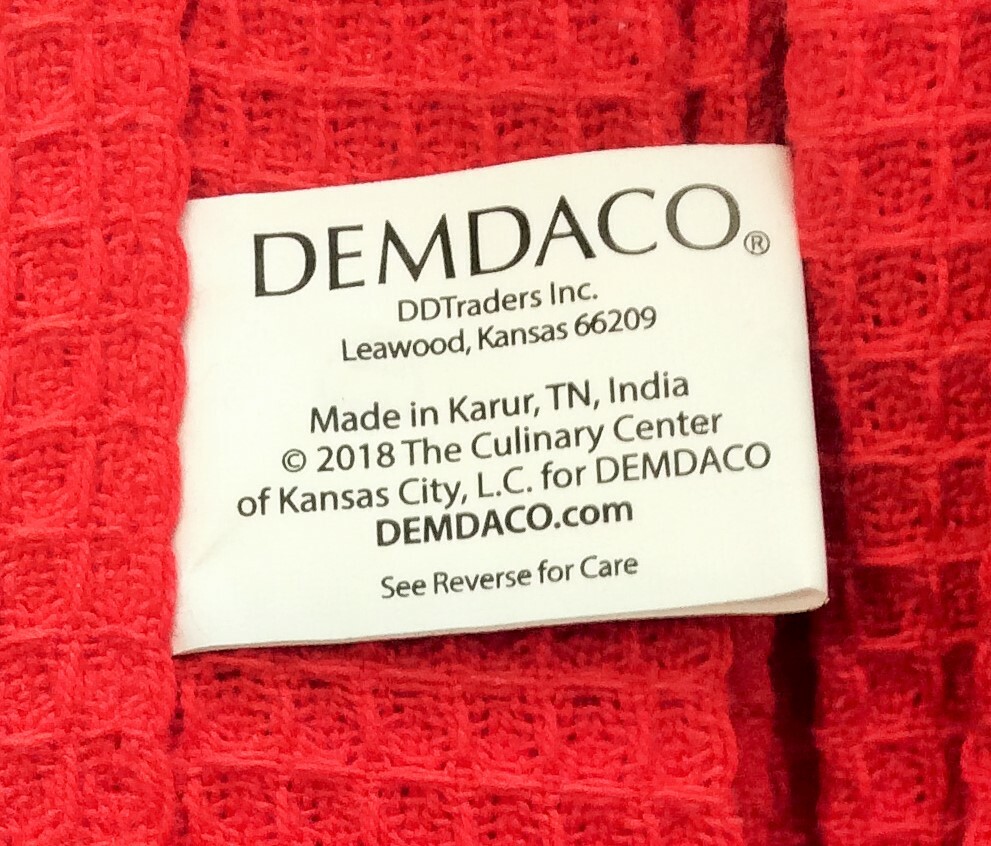 DEMDACO®
DDTraders Inc.
Leawood, Kansas 66209
Made in Karur, TN, India
© 2018 The Culinary Center
of Kansas City, L.C. for DEMDACO
DEMDACO.com
See Reverse for Care